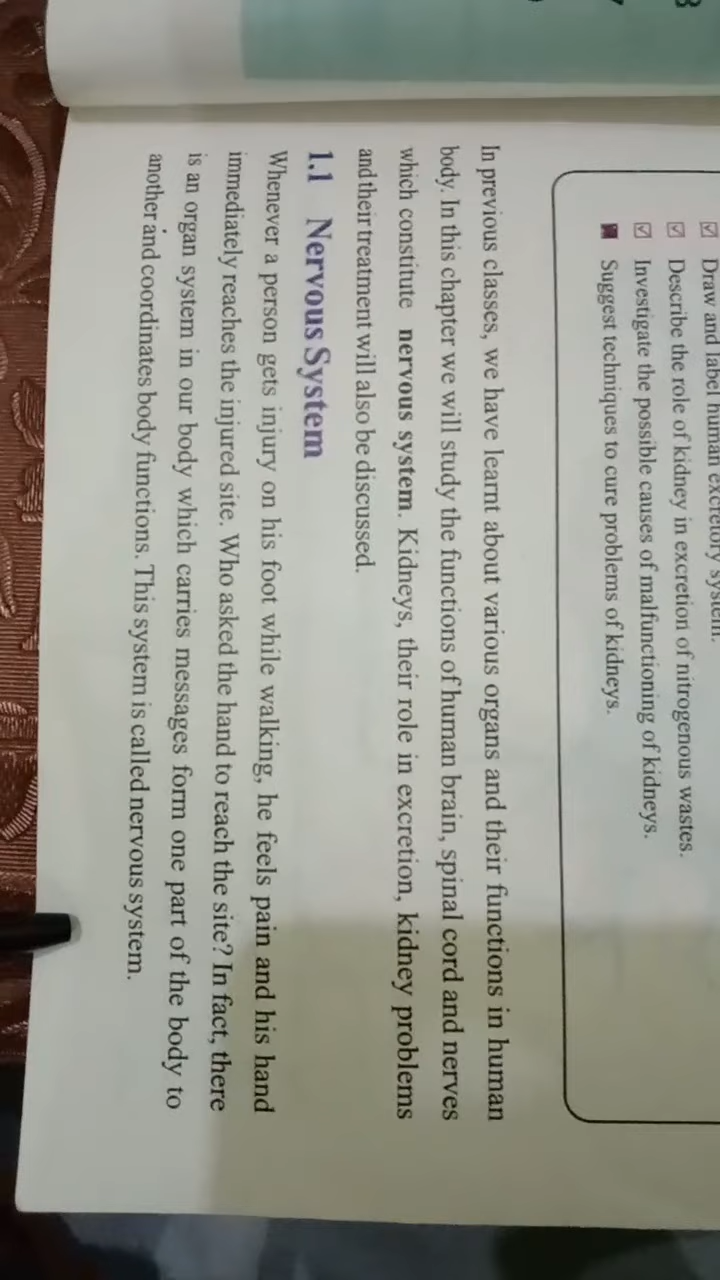 Draw and label human excretory system.
Describe the role of kidney in excretion of nitrogenous wastes.
Investigate the possible causes of malfunctioning of kidneys.
Suggest techniques to cure problems of kidneys.
In previous classes, we have learnt about various organs and their functions in human
body. In this chapter we will study the functions of human brain, spinal cord and nerves
which constitute nervous system. Kidneys, their role in excretion, kidney problems
and their treatment will also be discussed.
1.1 Nervous System
Whenever a person gets injury on his foot while walking, he feels pain and his hand
immediately reaches the injured site. Who asked the hand to reach the site? In fact, there
is an organ system in our body which carries messages form one part of the body to
another and coordinates body functions. This system is called nervous system.